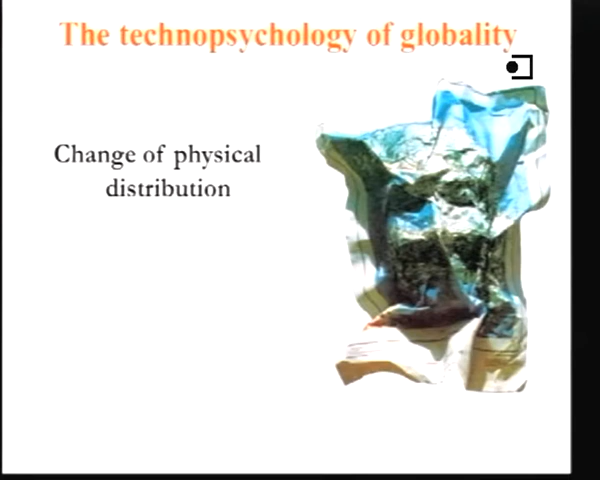 The technopsychology of globality
Change of physical
distribution